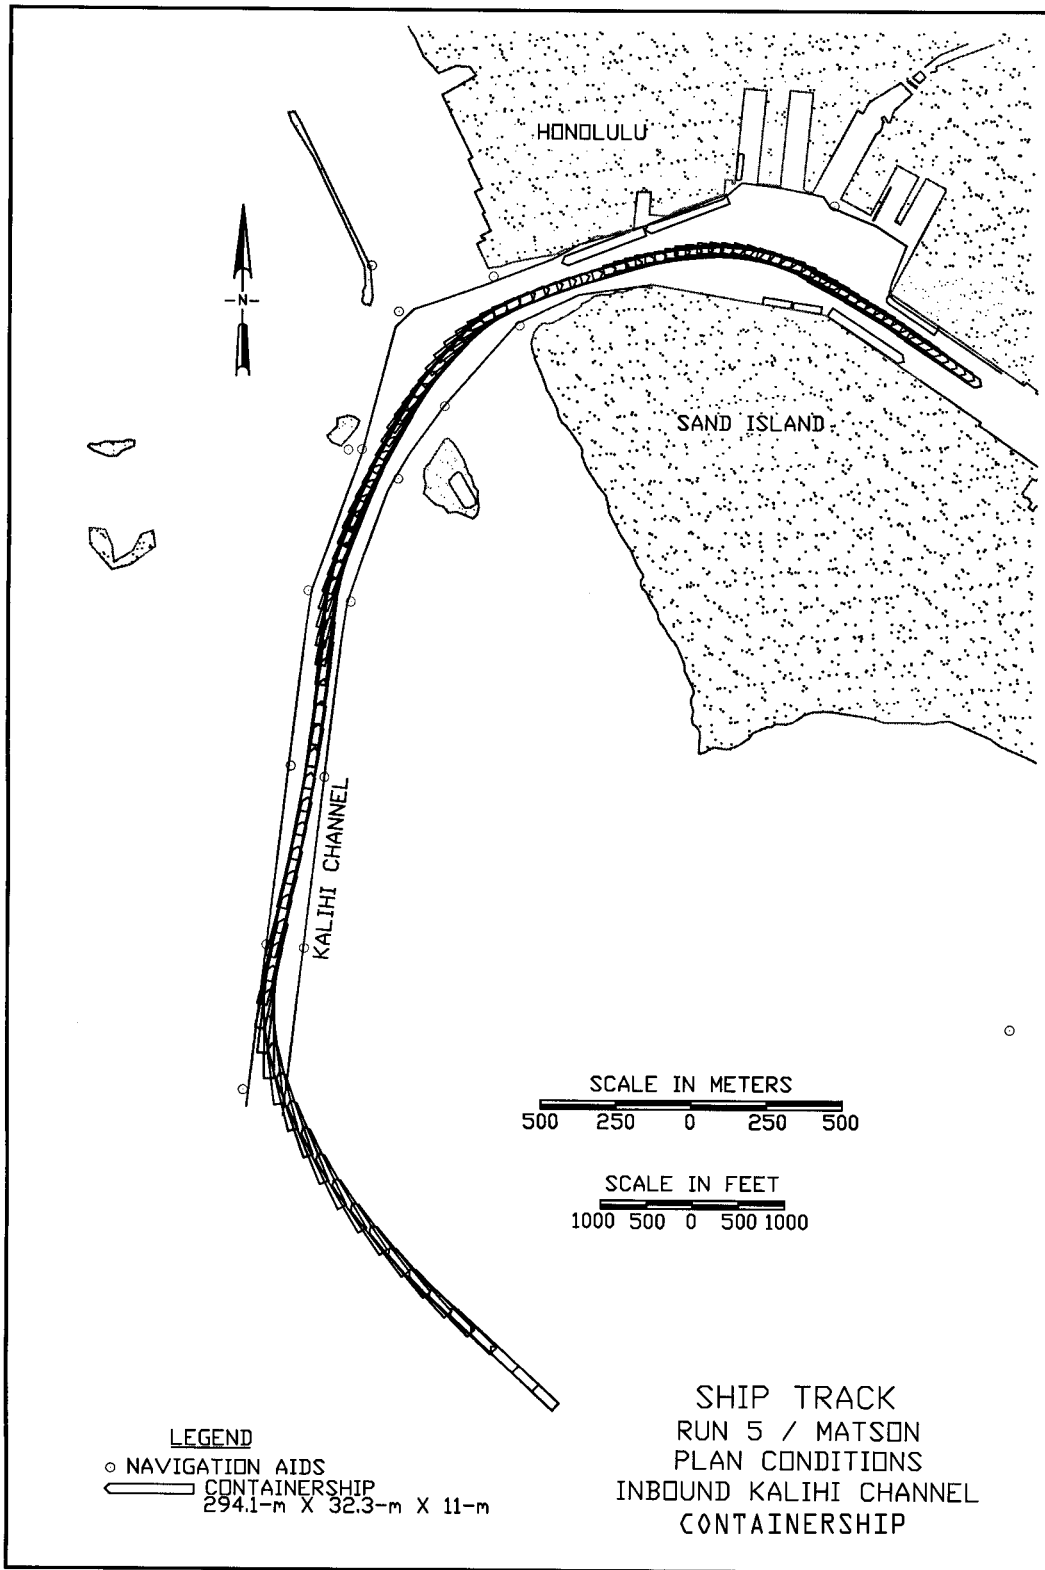 HONOLULU
-N-
SAND ISLAND
KALIHI CHANNEL
SCALE IN METERS
500 250 0 250 500
SCALE IN FEET
1000 500 0 500 1000
LEGEND
NAVIGATION AIDS
CONTAINERSHIP
294.1-m X 32.3-m X 11-m
SHIP TRACK
RUN 5 / MATSON
PLAN CONDITIONS
INBOUND KALIHI CHANNEL
CONTAINERSHIP